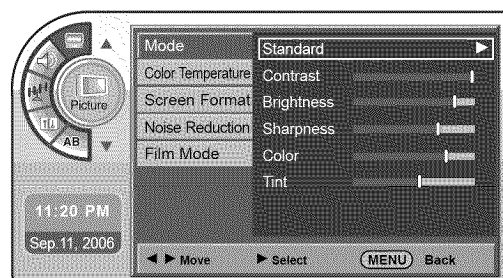 Picture
AB
11:20 PM
Sep.11, 2006
Mode
Color Temperature
Screen Format
Noise Reduction
Film Mode
Standard
Contrast
Brightness
Sharpness
Color
Tint
Move
Select
MENU Back